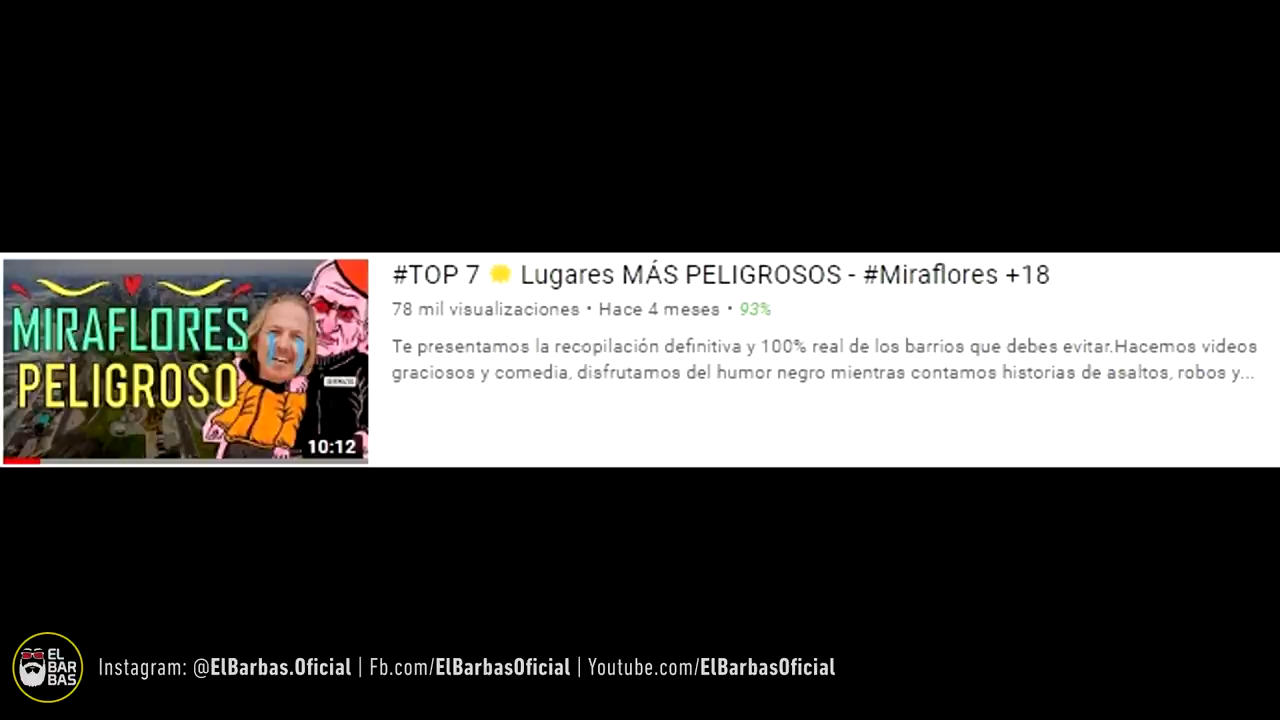 MIRAFLORES
PELIGROSO
10:12
#TOP 7 Lugares MÁS PELIGROSOS - #Miraflores +18
78 mil visualizaciones • Hace 4 meses • 93%
Te presentamos la recopilación definitiva y 100% real de los barrios que debes evitar.Hacemos videos
graciosos y comedia, disfrutamos del humor negro mientras contamos historias de asaltos, robos y...
EL
BAR
BAS
Instagram: @ElBarbas.Oficial | Fb.com/ElBarbasOficial | Youtube.com/ElBarbasOficial